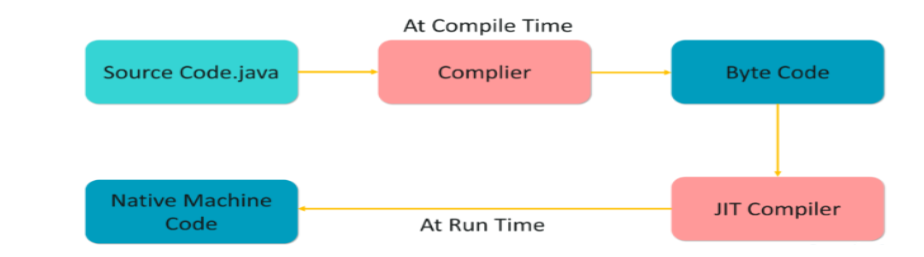 At Compile Time
Source Code.java
Complier
Byte Code
Native Machine
Code
At Run Time
JIT Compiler